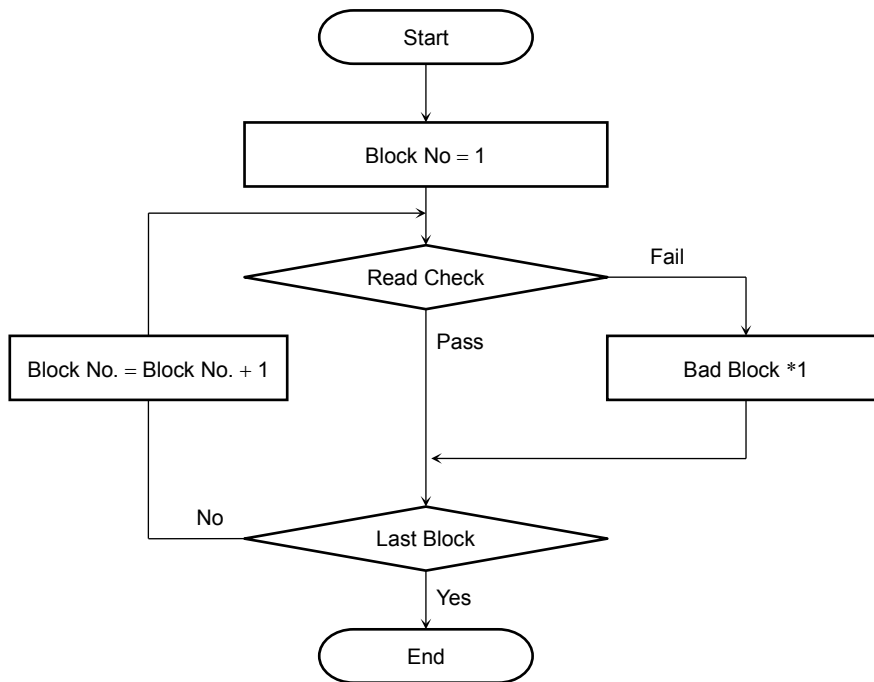 Start
Block No = 1
Read Check
Fail
Pass
Block No. = Block No. + 1
Bad Block *1
No
Last Block
Yes
End